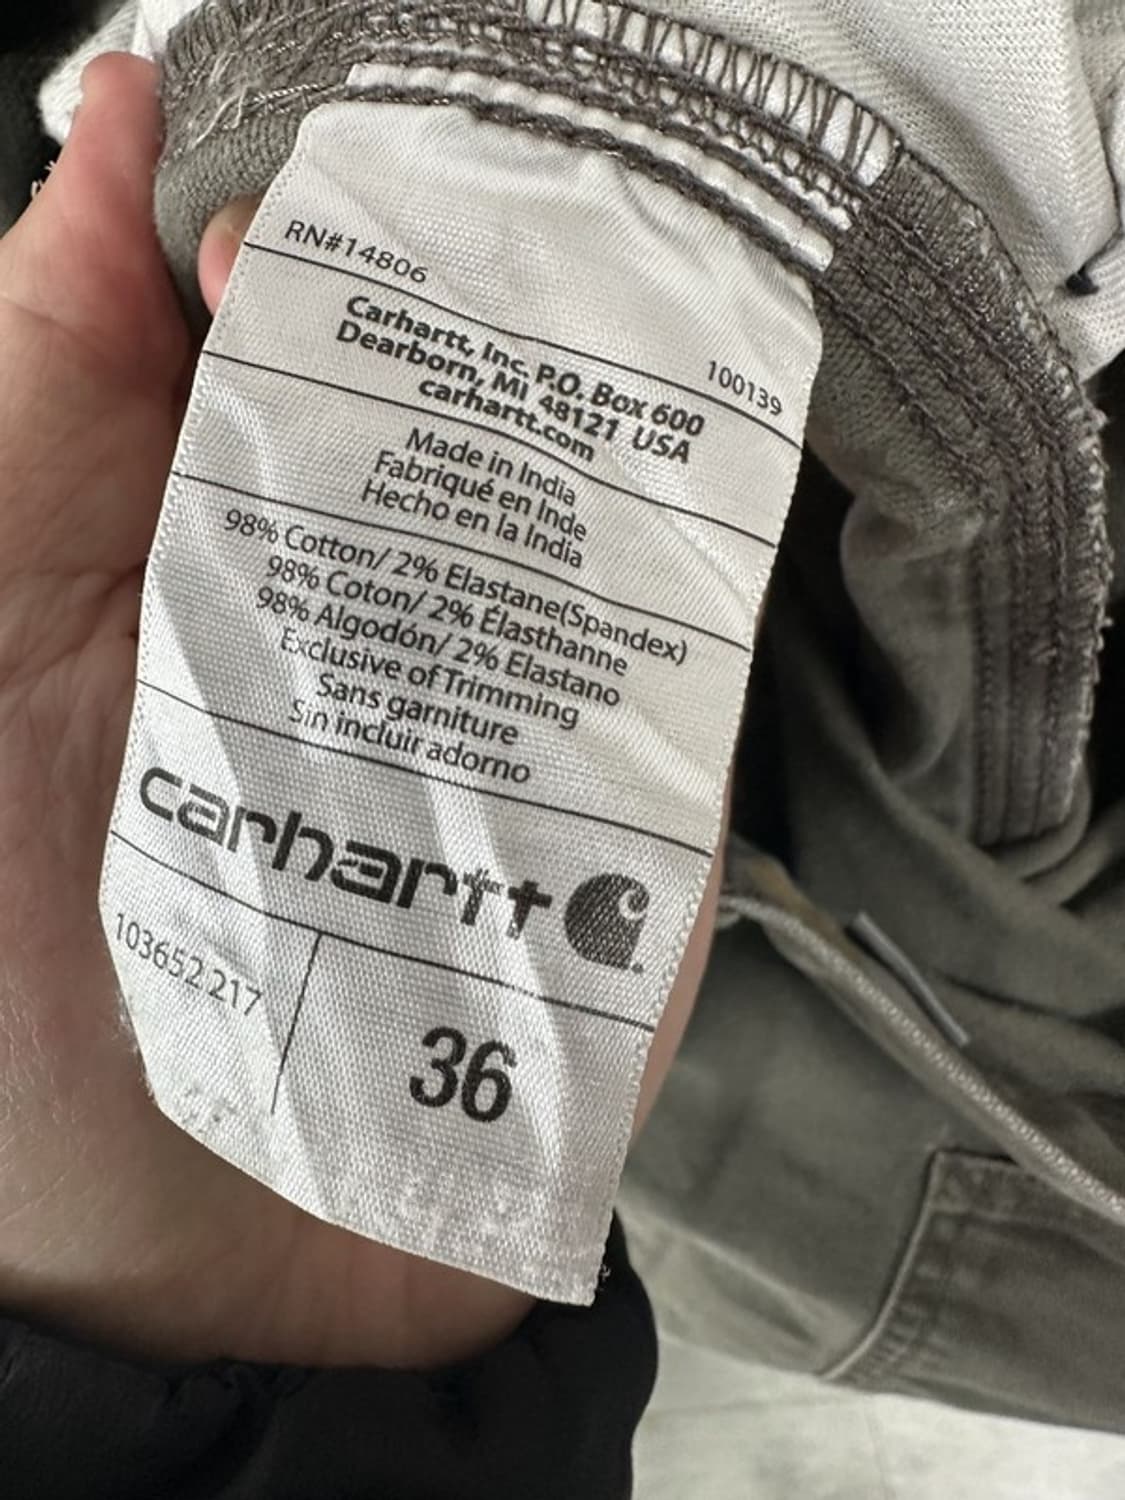 RN#14806
100139
Carhartt, Inc. P.O. Box 600
Dearborn, MI 48121 USA
carhartt.com
Made in India
Fabriqué en Inde
Hecho en la India
98% Cotton/ 2% Elastane(Spandex)
98% Coton/ 2% Élasthanne
98% Algodón/ 2% Elastano
Exclusive of Trimming
Sans garniture
Sin incluir adorno
carhartt
103652 217
36